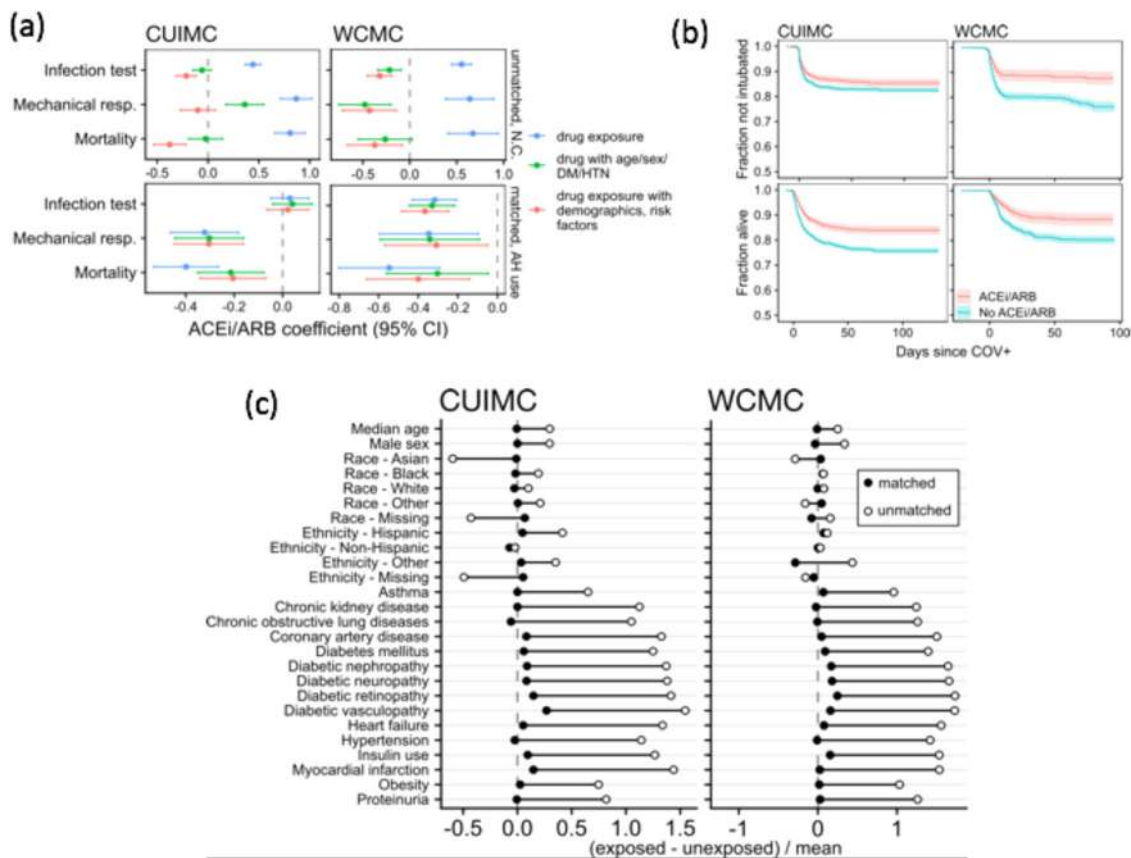 (a)
CUIMC WCMC
Infection test
Mechanical resp.
Mortality
-0.5 0.0 0.5 1.0 -0.5 0.0 0.5 1.0
unmatched, N.C.
Infection test
Mechanical resp.
Mortality
-0.4 -0.2 0.0 -0.8 -0.6 -0.4 -0.2 0.0
matched, AH use
ACEi/ARB coefficient (95% CI)
drug exposure
drug with age/sex/
DM/HTN
drug exposure with
demographics, risk
factors
(b)
CUIMC WCMC
Fraction not intubated
1.0
0.9
0.8
0.7
0.6
0.5
Fraction alive
1.0
0.9
0.8
0.7
0.6
0.5
ACEi/ARB
No ACEi/ARB
0 50 100 0 50 100
Days since COV+
(c)
CUIMC WCMC
Median age
Male sex
Race - Asian
Race - Black
Race - White
Race - Other
Race - Missing
Ethnicity - Hispanic
Ethnicity - Non-Hispanic
Ethnicity - Other
Ethnicity - Missing
Asthma
Chronic kidney disease
Chronic obstructive lung diseases
Coronary artery disease
Diabetes mellitus
Diabetic nephropathy
Diabetic neuropathy
Diabetic retinopathy
Diabetic vasculopathy
Heart failure
Hypertension
Insulin use
Myocardial infarction
Obesity
Proteinuria
matched
unmatched
-0.5 0.0 0.5 1.0 1.5 -1 0 1
(exposed - unexposed) / mean